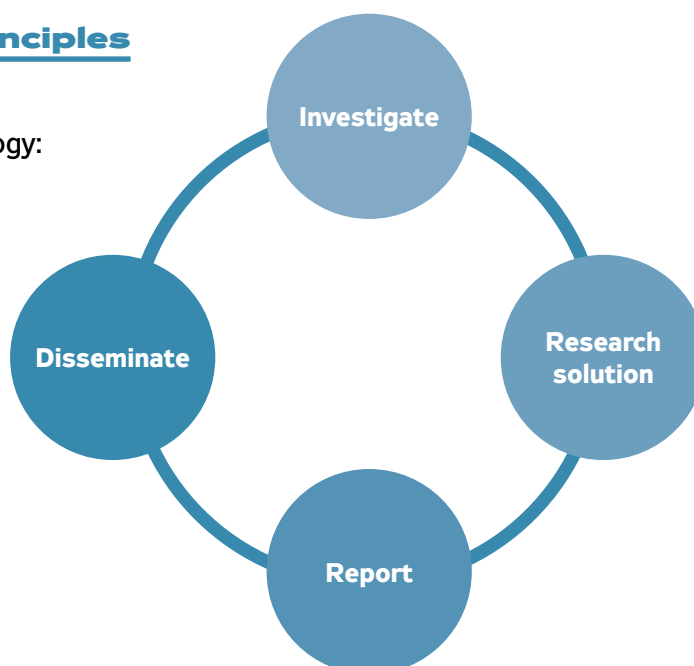 nciples
ogy:
Investigate
Research
solution
Disseminate
Report